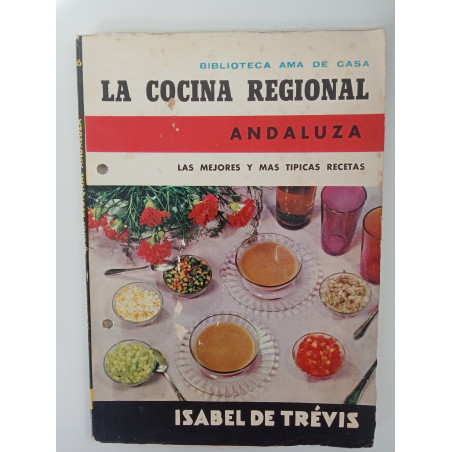 BIBLIOTECA AMA DE CASA
LA COCINA REGIONAL
ANDALUZA
LAS MEJORES Y MAS TIPICAS RECETAS
ISABEL DE TRÉVIS